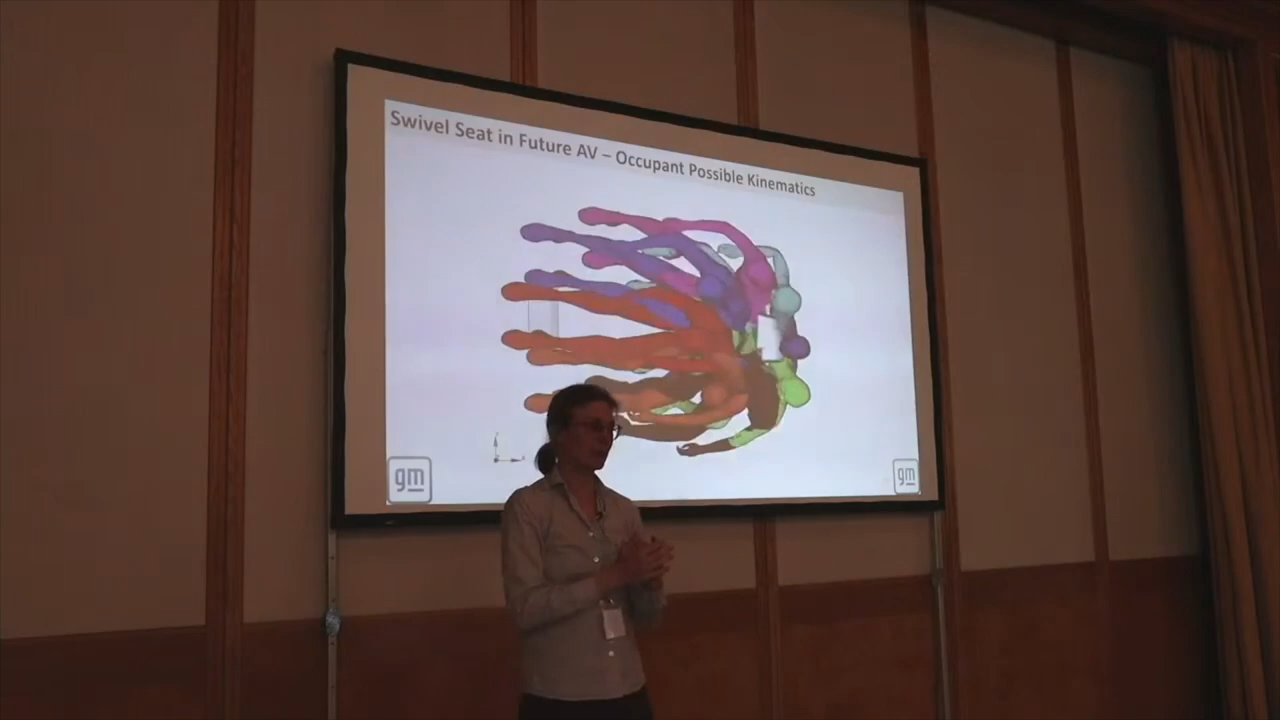 Swivel Seat in Future AV – Occupant Possible Kinematics
gm
gm